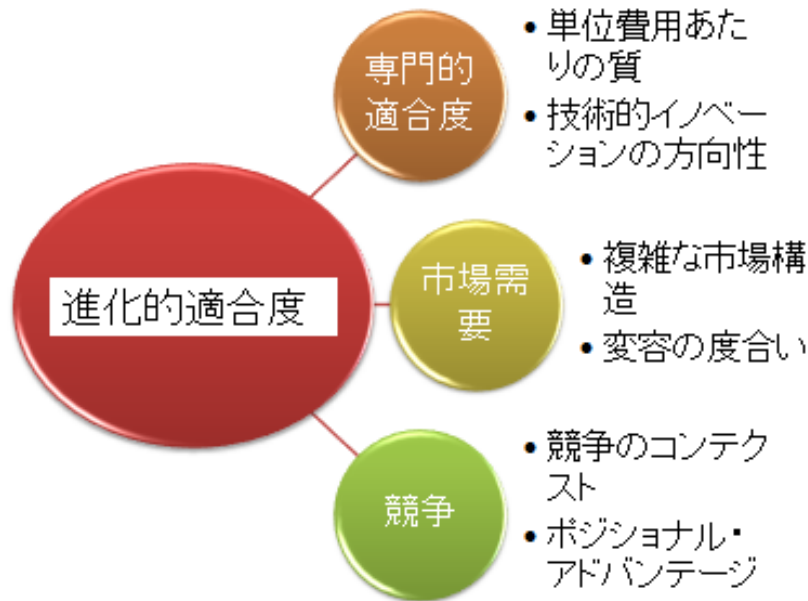 専門的
適合度
• 単位費用あた
りの質
• 技術的イノベー
ションの方向性
進化的適合度
市場需
要
• 複雑な市場構
造
• 変容の度合い
競争
• 競争のコンテク
スト
• ポジショナル・
アドバンテージ